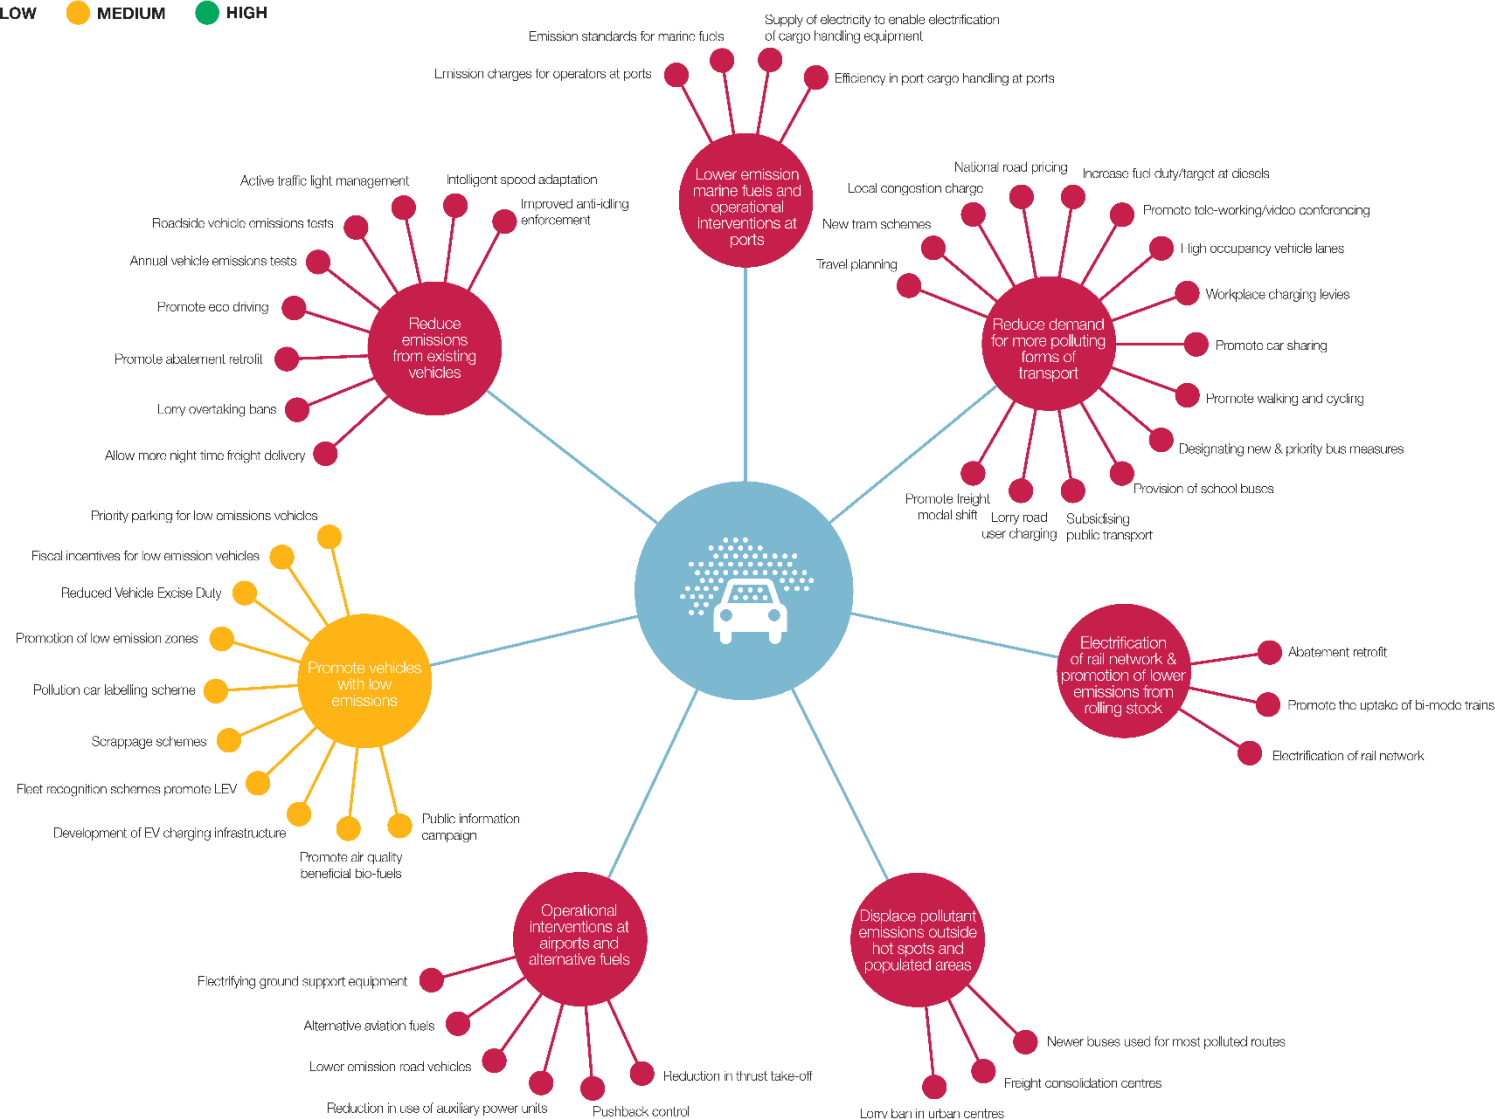 LOW
MEDIUM
HIGH
Emission standards for marine fuels
Supply of electricity to enable electrification
of cargo handling equipment
Emission charges for operators at ports
Efficiency in port cargo handling at ports
Lower emission
marine fuels and
operational
interventions at
ports
Active traffic light management
Intelligent speed adaptation
Improved anti-idling
enforcement
Roadside vehicle emissions tests
Annual vehicle emissions tests
Promote eco driving
Promote abatement retrofit
Lorry overtaking bans
Allow more night time freight delivery
Reduce
emissions
from existing
vehicles
National road pricing
Increase fuel duty/target at diesels
Local congestion charge
Promote tele-working/video conferencing
New tram schemes
High occupancy vehicle lanes
Travel planning
Workplace charging levies
Promote car sharing
Promote walking and cycling
Designating new & priority bus measures
Provision of school buses
Promote freight
modal shift
Lorry road
user charging
Subsidising
public transport
Reduce demand
for more polluting
forms of
transport
Priority parking for low emissions vehicles
Fiscal incentives for low emission vehicles
Reduced Vehicle Excise Duty
Promotion of low emission zones
Pollution car labelling scheme
Scrappage schemes
Fleet recognition schemes promote LEV
Development of EV charging infrastructure
Promote air quality
beneficial bio-fuels
Public information
campaign
Promote vehicles
with low
emissions
Electrification
of rail network &
promotion of lower
emissions from
rolling stock
Abatement retrofit
Promote the uptake of bi-mode trains
Electrification of rail network
Operational
interventions at
airports and
alternative fuels
Electrifying ground support equipment
Alternative aviation fuels
Lower emission road vehicles
Reduction in use of auxiliary power units
Pushback control
Reduction in thrust take-off
Displace pollutant
emissions outside
hot spots and
populated areas
Newer buses used for most polluted routes
Freight consolidation centres
Lorry ban in urban centres